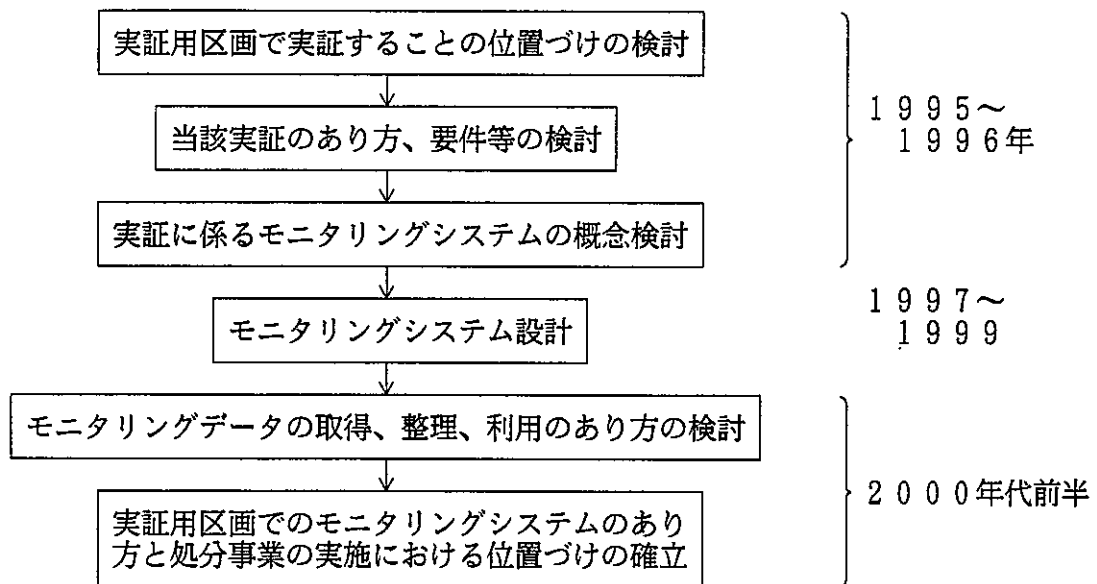 実証用区画で実証することの位置づけの検討
当該実証のあり方、要件等の検討
実証に係るモニタリングシステムの概念検討
1995～
1996年
モニタリングシステム設計
1997～
1999
モニタリングデータの取得、整理、利用のあり方の検討
実証用区画でのモニタリングシステムのあり
方と処分事業の実施における位置づけの確立
2000年代前半